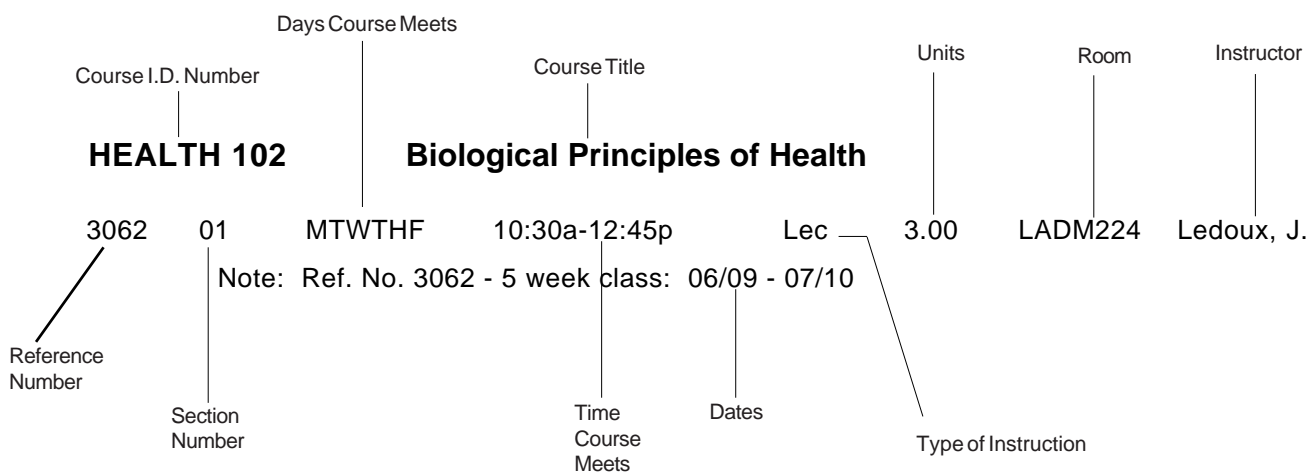 Days Course Meets
Course I.D. Number
Course Title
Units
Room
Instructor
HEALTH 102 Biological Principles of Health
3062 01 MTWTHF 10:30a-12:45p Lec 3.00 LADM224 Ledoux, J.
Note: Ref. No. 3062 - 5 week class: 06/09 - 07/10
Reference
Number
Section
Number
Time
Course
Meets
Dates
Type of Instruction